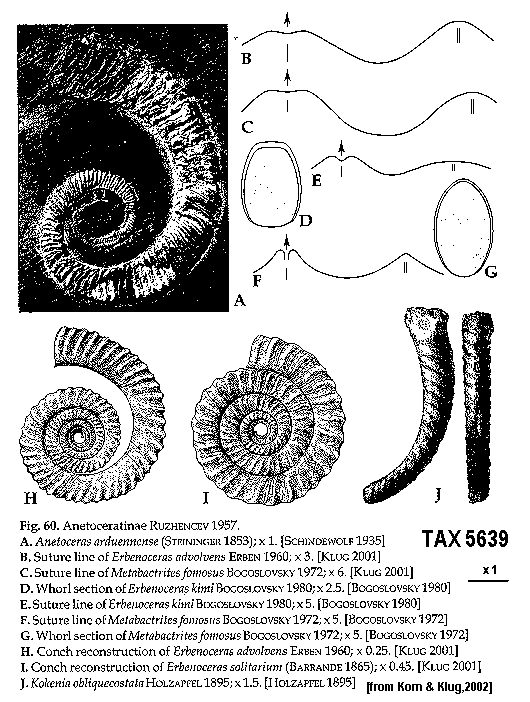 B
C
E
D
F
G
A
H
I
J
Fig. 60. Anetoceratinae RUZHENCEV 1957.
A. Anetoceras arduennense (STEININGER 1853); x 1. [SCHINDEWOLF 1935]
B. Suture line of Erbenoceras advolvens ERBEN 1960; x 3. [KLUG 2001]
C. Suture line of Metabactrites fomosus BOGOSLOVSKY 1972; x 6. [KLUG 2001]
D. Whorl section of Erbenoceras kimi BOGOSLOVSKY 1980; x 2.5. [BOGOSLOVSKY 1980]
E. Suture line of Erbenoceras kimi BOGOSLOVSKY 1980; x 5. [BOGOSLOVSKY 1980]
F. Suture line of Metabactrites fomosus BOGOSLOVSKY 1972; x 5. [BOGOSLOVSKY 1972]
G. Whorl section of Metabactrites fomosus BOGOSLOVSKY 1972; x 5. [BOGOSLOVSKY 1972]
H. Conch reconstruction of Erbenoceras advolvens ERBEN 1960; x 0.25. [KLUG 2001]
I. Conch reconstruction of Erbenoceras solitarium (BARRANDE 1865); x 0.45. [KLUG 2001]
J. Kokenia obliquecostata HOLZAPFEL 1895; x 1.5. [HOLZAPFEL 1895]
TAX 5639
x 1
[from Korn & Klug,2002]